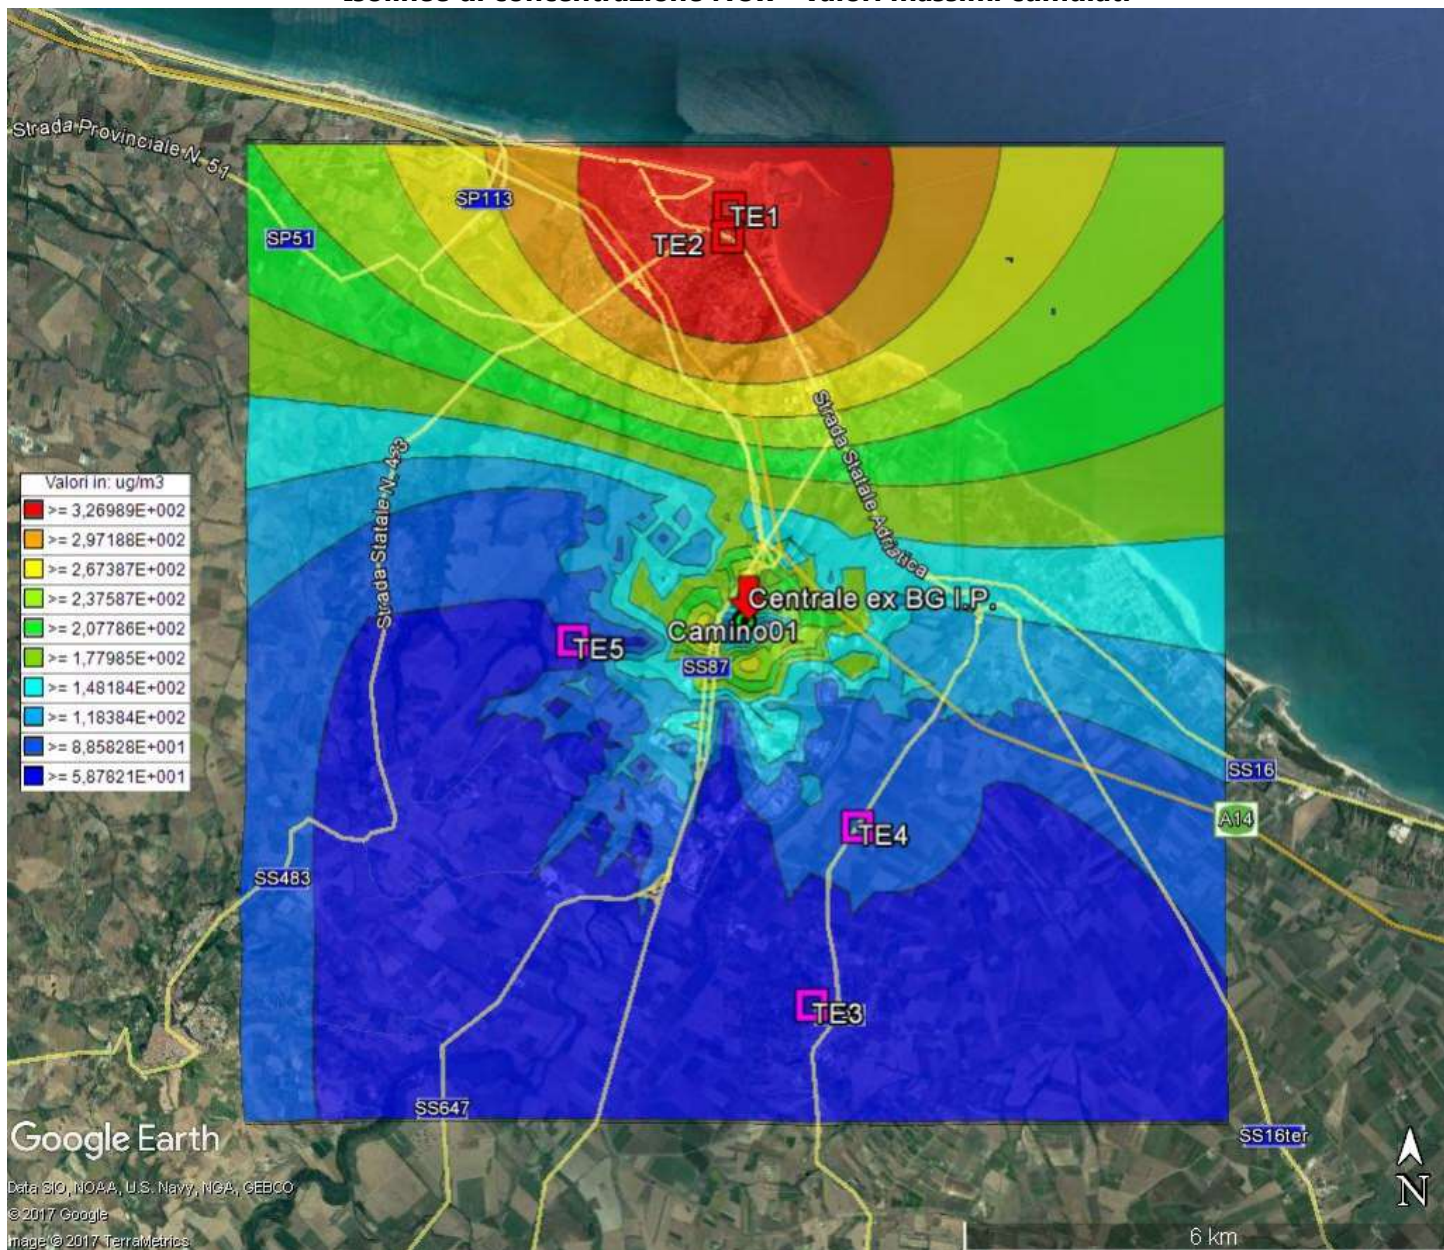 Strada Provinciale N. 51
SP113
SP51
TE1
TE2
Strada Statale N. 483
Strada Statale Adriatica
Valori in: ug/m3
>= 3,26989E+002
>= 2,97188E+002
>= 2,67387E+002
>= 2,37587E+002
>= 2,07786E+002
>= 1,77985E+002
>= 1,48184E+002
>= 1,18384E+002
>= 8,85828E+001
>= 5,87821E+001
Centrale ex BG I.P.
Camino01
TE5
SS87
SS16
A14
TE4
SS483
TE3
SS647
SS16ter
Google Earth
Data SIO, NOAA, U.S. Navy, NGA, GEBCO
© 2017 Google
Image © 2017 TerraMetrics
N
6 km